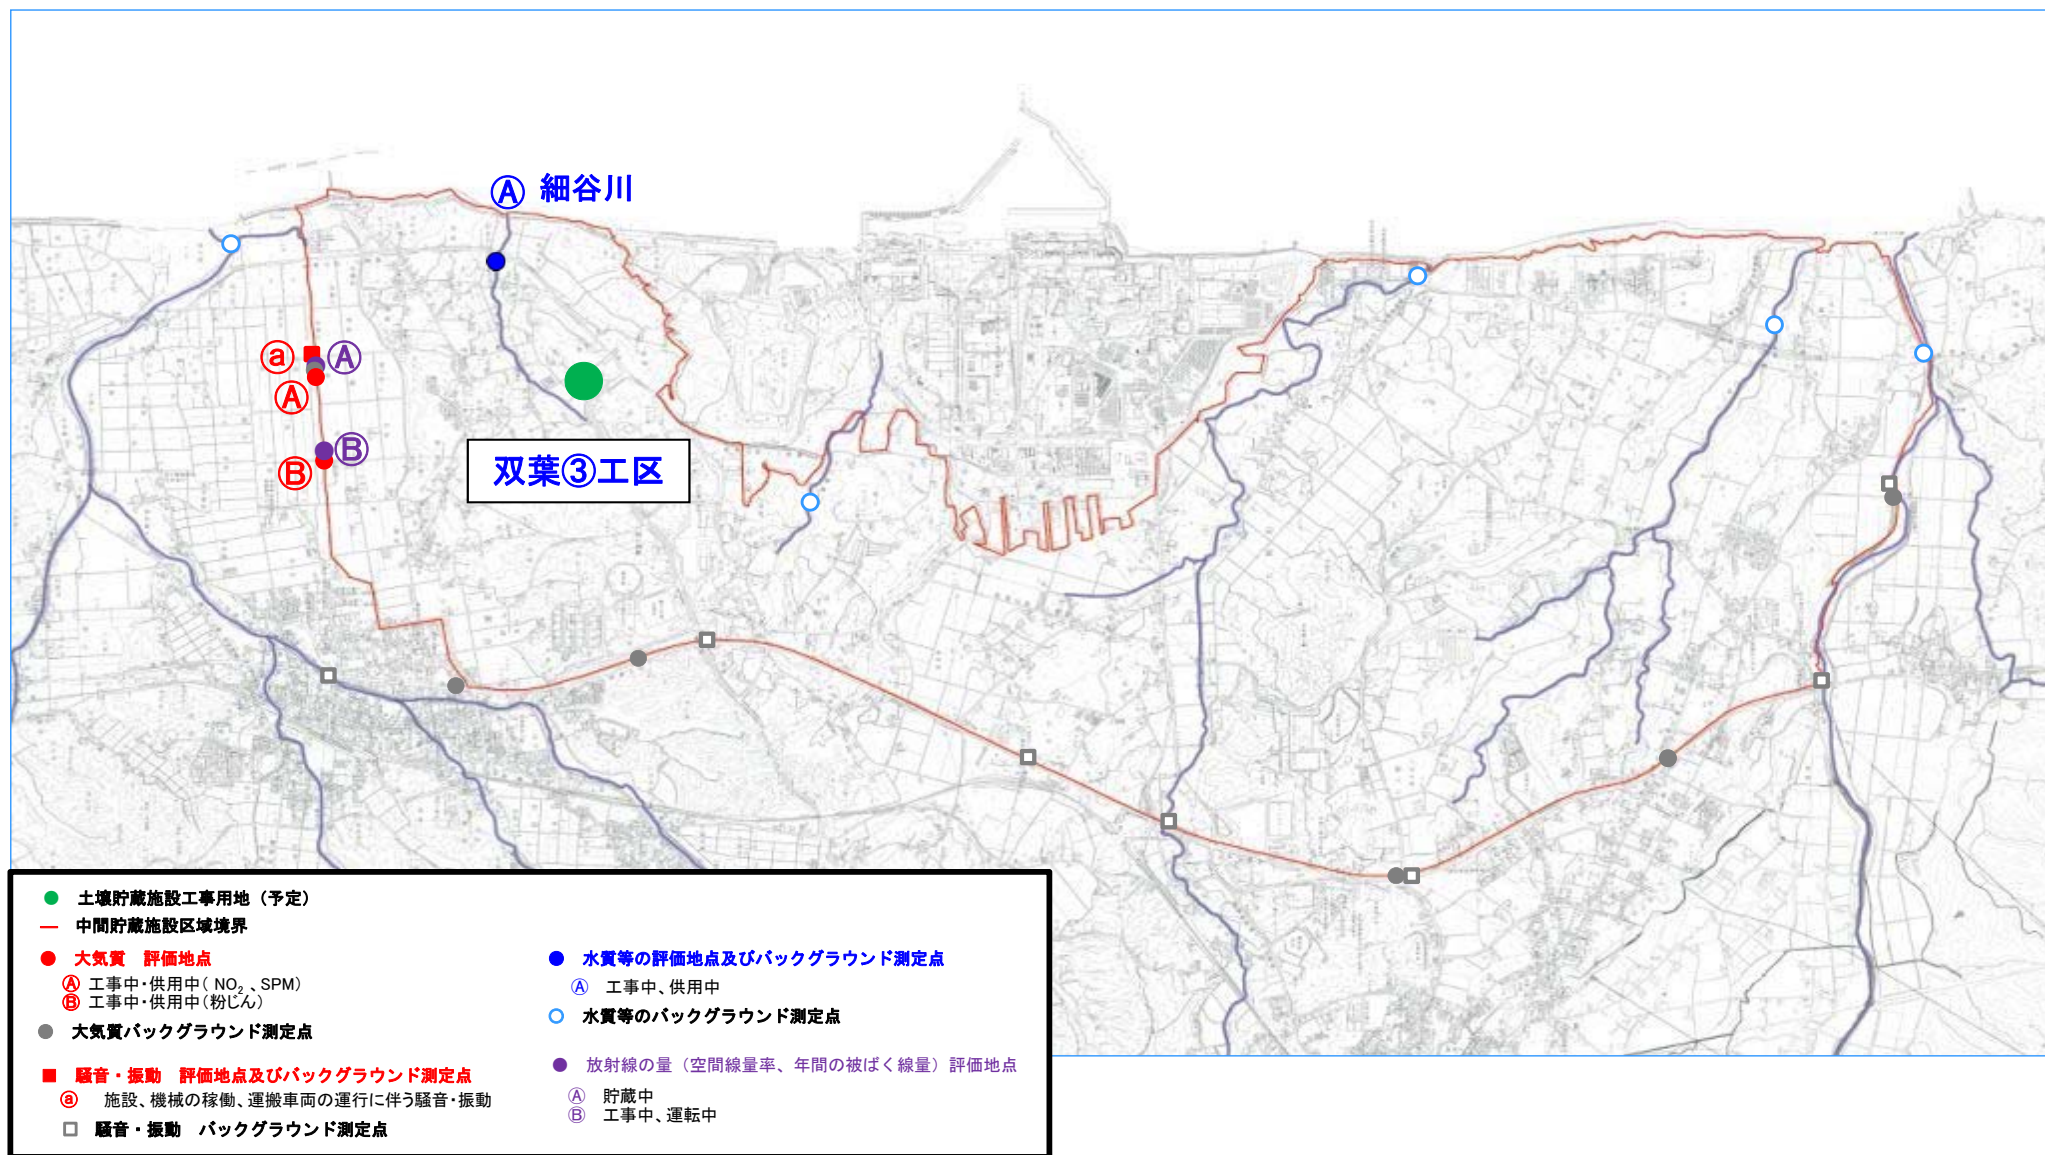 Ⓐ 細谷川
ⓐ
Ⓐ
Ⓐ
Ⓑ
Ⓑ
双葉③工区
土壌貯蔵施設工事用地（予定）
中間貯蔵施設区域境界
大気質　評価地点
Ⓐ 工事中・供用中（ NO₂ 、SPM）
Ⓑ 工事中・供用中（粉じん）
大気質バックグラウンド測定点
騒音・振動　評価地点及びバックグラウンド測定点
ⓐ 施設、機械の稼働、運搬車両の運行に伴う騒音・振動
騒音・振動　バックグラウンド測定点
水質等の評価地点及びバックグラウンド測定点
Ⓐ 工事中、供用中
水質等のバックグラウンド測定点
放射線の量（空間線量率、年間の被ばく線量）評価地点
Ⓐ 貯蔵中
Ⓑ 工事中、運転中